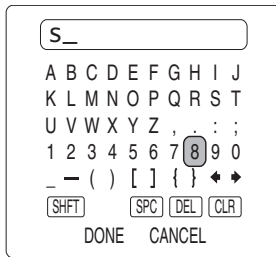 S_
A B C D E F G H I J
K L M N O P Q R S T
U V W X Y Z , . : ;
1 2 3 4 5 6 7 8 9 0
_ — ( ) [ ] { } ← →
SHFT SPC DEL CLR
DONE CANCEL